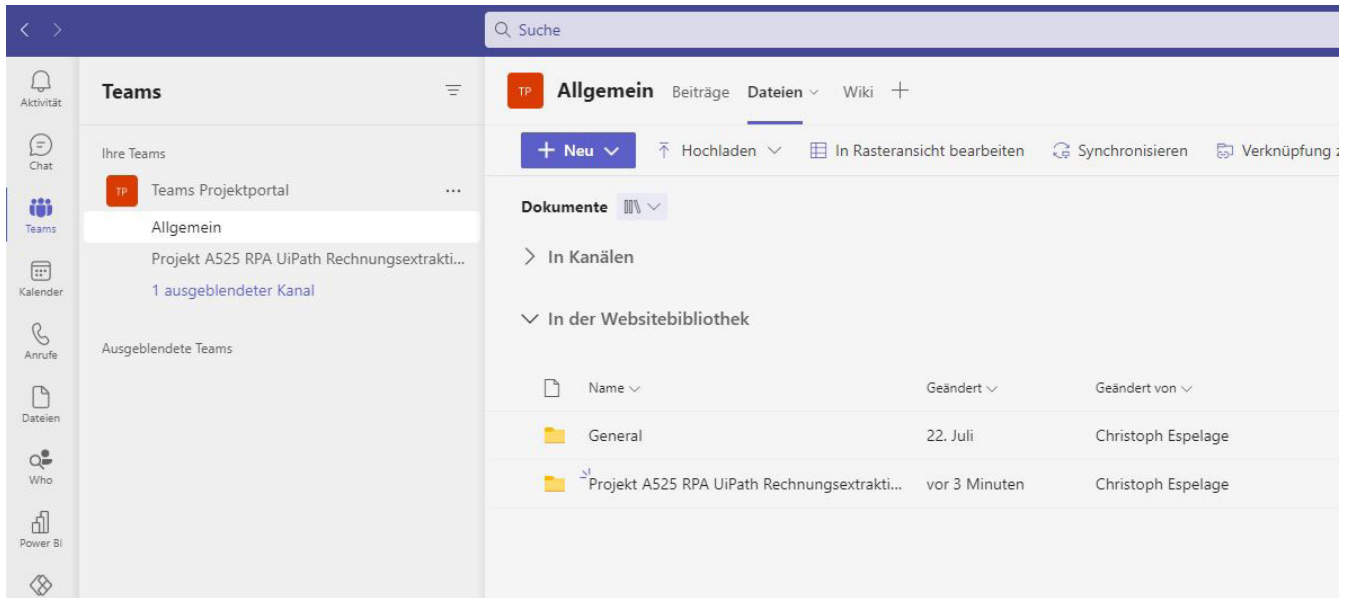 Suche
Aktivität
Chat
Teams
Kalender
Anrufe
Dateien
Who
Power BI
Teams
Ihre Teams
TP Teams Projektportal ...
Allgemein
Projekt A525 RPA UiPath Rechnungsextrakti...
1 ausgeblendeter Kanal
Ausgeblendete Teams
TP Allgemein Beiträge Dateien Wiki +
+ Neu Hochladen In Rasteransicht bearbeiten Synchronisieren Verknüpfung
Dokumente
In Kanälen
In der Websitebibliothek
Name Geändert Geändert von
General 22. Juli Christoph Espelage
Projekt A525 RPA UiPath Rechnungsextrakti... vor 3 Minuten Christoph Espelage